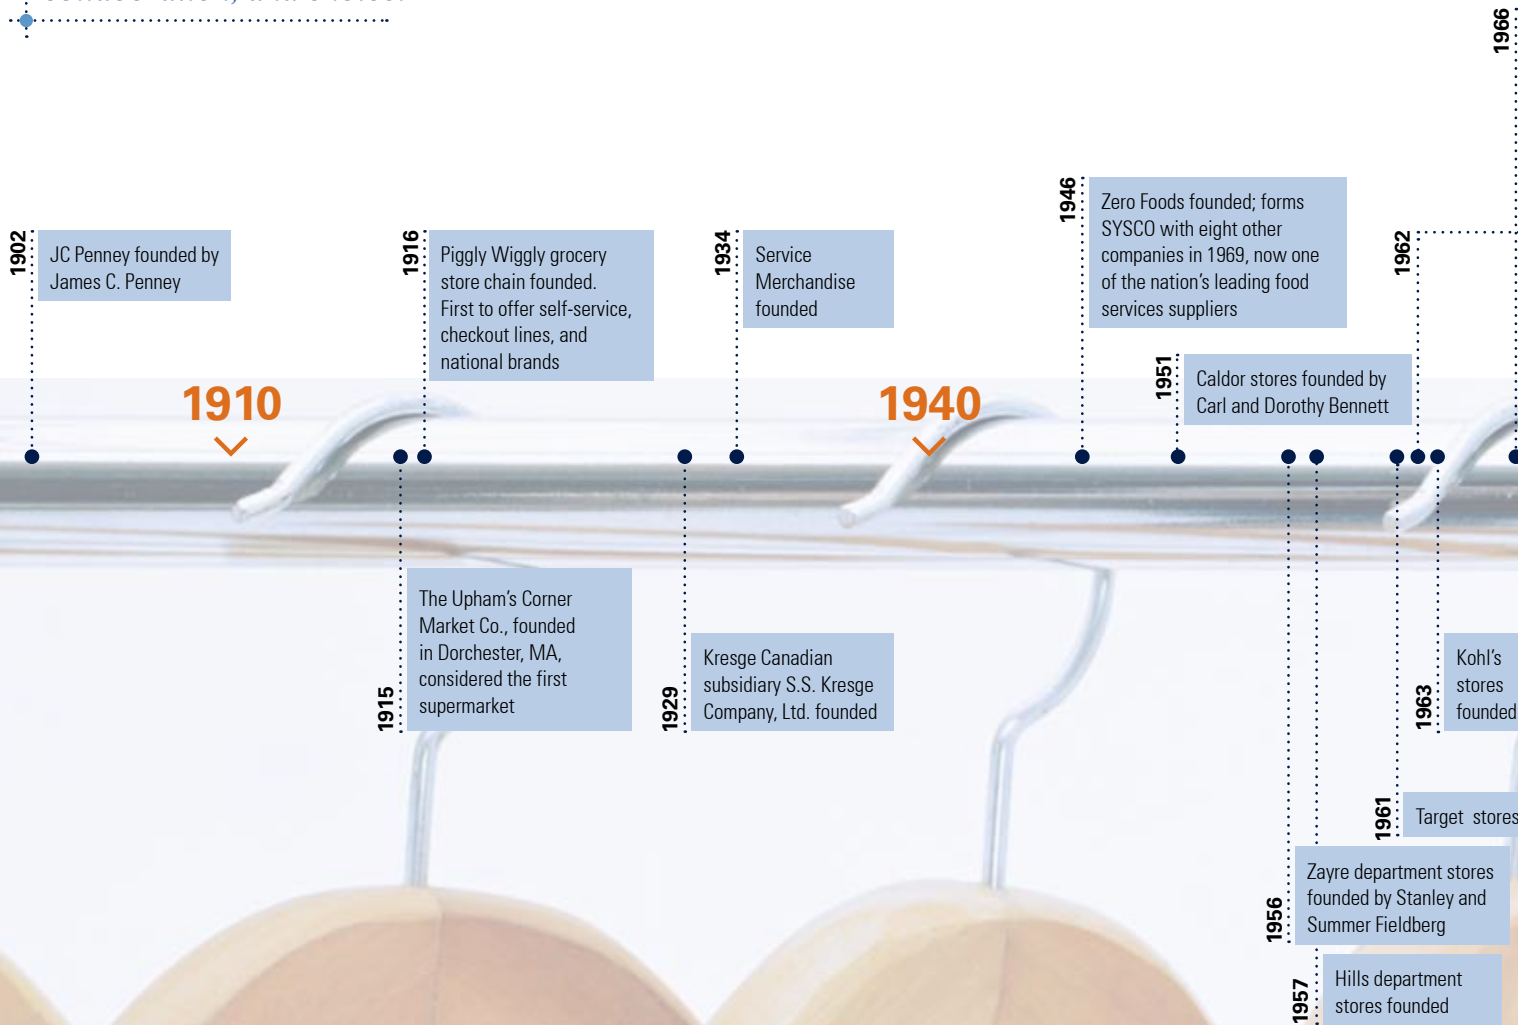 1966
1902
JC Penney founded by
James C. Penney
1916
Piggly Wiggly grocery
store chain founded.
First to offer self-service,
checkout lines, and
national brands
1934
Service
Merchandise
founded
1946
Zero Foods founded; forms
SYSCO with eight other
companies in 1969, now one
of the nation's leading food
services suppliers
1962
1951
Caldor stores founded by
Carl and Dorothy Bennett
1910
1940
1915
The Upham's Corner
Market Co., founded
in Dorchester, MA,
considered the first
supermarket
1929
Kresge Canadian
subsidiary S.S. Kresge
Company, Ltd. founded
1963
Kohl's
stores
founded
1961
Target stores
1956
Zayre department stores
founded by Stanley and
Summer Fieldberg
1957
Hills department
stores founded